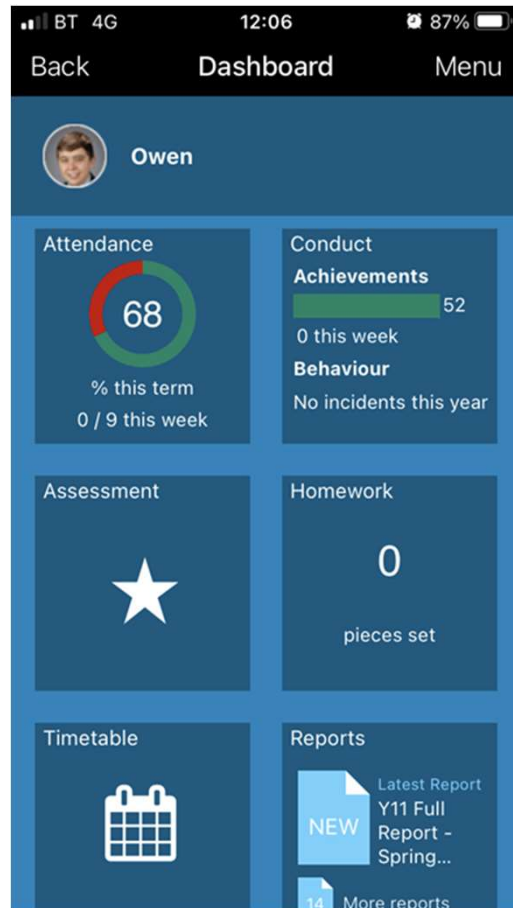 BT 4G 12:06 87%
Back Dashboard Menu
Owen
Attendance
68
% this term
0 / 9 this week
Conduct
Achievements
52
0 this week
Behaviour
No incidents this year
Assessment
Homework
0
pieces set
Timetable
Reports
NEW
Latest Report
Y11 Full
Report -
Spring...
14 More reports